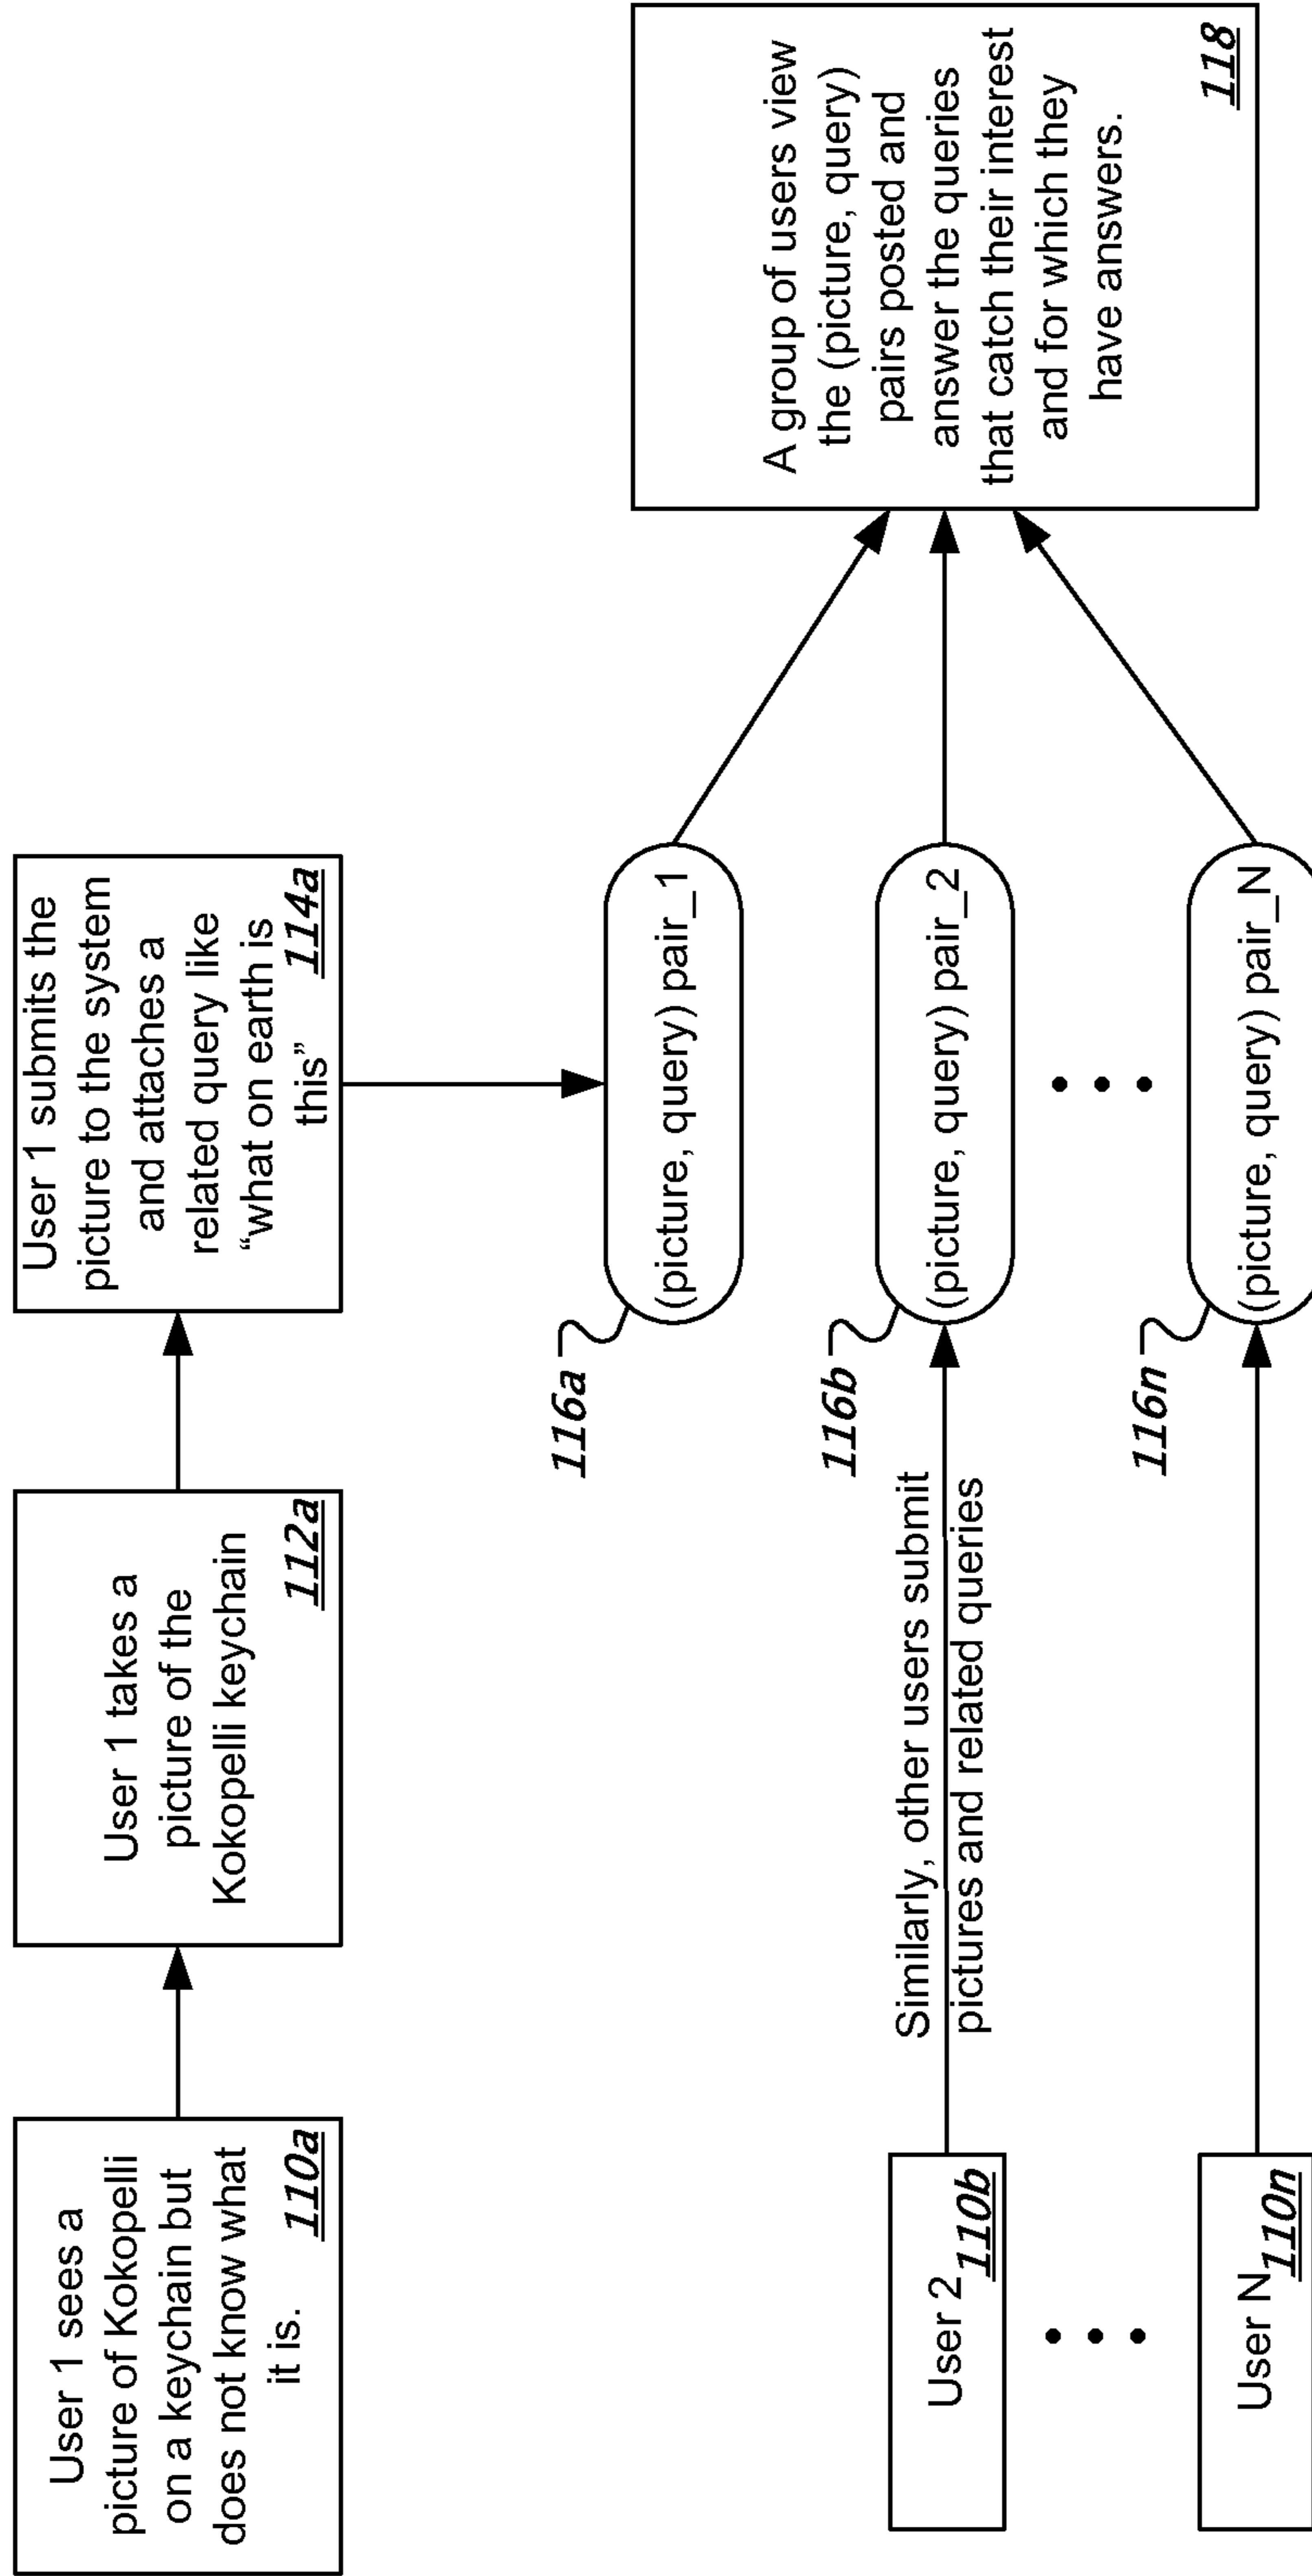 User 1 sees a
picture of Kokopelli
on a keychain but
does not know what
it is.
110a
User 1 takes a
picture of the
Kokopelli keychain
112a
User 1 submits the
picture to the system
and attaches a
related query like
“what on earth is
this”
114a
116a
(picture, query) pair_1
User 2
110b
Similarly, other users submit
pictures and related queries
116b
(picture, query) pair_2
User N
110n
116n
(picture, query) pair_N
A group of users view
the (picture, query)
pairs posted and
answer the queries
that catch their interest
and for which they
have answers.
118